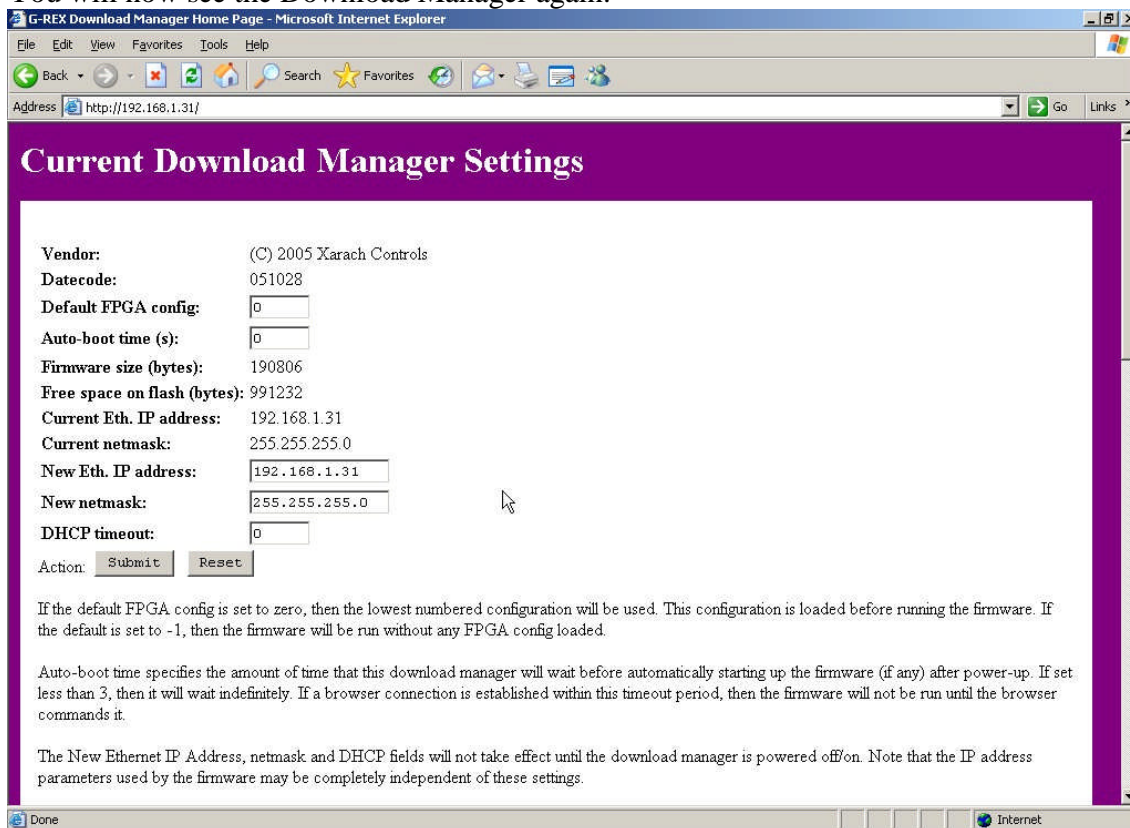 You will now see the Download Manager again.
G-REX Download Manager Home Page - Microsoft Internet Explorer
File Edit View Favorites Tools Help
Back Search Favorites
Address http://192.168.1.31/ Go Links
Current Download Manager Settings
Vendor: (C) 2005 Xarach Controls
Datecode: 051028
Default FPGA config: 0
Auto-boot time (s): 0
Firmware size (bytes): 190806
Free space on flash (bytes): 991232
Current Eth. IP address: 192.168.1.31
Current netmask: 255.255.255.0
New Eth. IP address: 192.168.1.31
New netmask: 255.255.255.0
DHCP timeout: 0
Action: Submit Reset
If the default FPGA config is set to zero, then the lowest numbered configuration will be used. This configuration is loaded before running the firmware. If
the default is set to -1, then the firmware will be run without any FPGA config loaded.
Auto-boot time specifies the amount of time that this download manager will wait before automatically starting up the firmware (if any) after power-up. If set
less than 3, then it will wait indefinitely. If a browser connection is established within this timeout period, then the firmware will not be run until the browser
commands it.
The New Ethernet IP Address, netmask and DHCP fields will not take effect until the download manager is powered off/on. Note that the IP address
parameters used by the firmware may be completely independent of these settings.
Done Internet